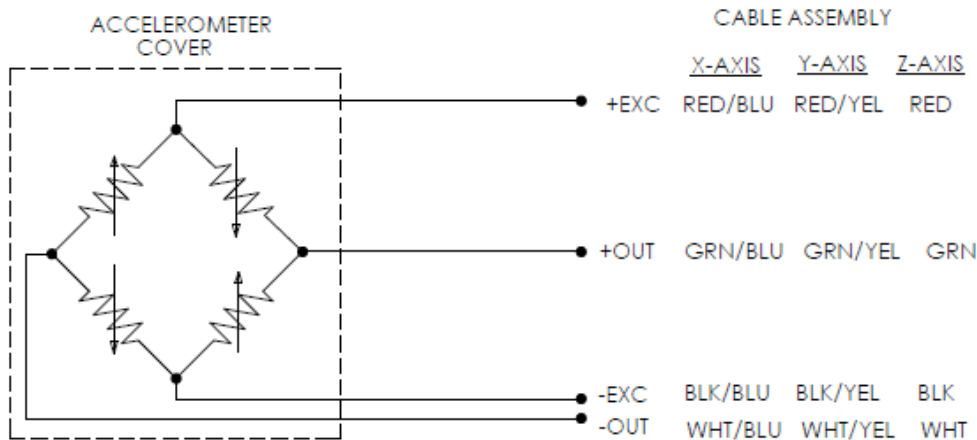 ACCELEROMETER
COVER
CABLE ASSEMBLY
X-AXIS Y-AXIS Z-AXIS
+EXC RED/BLU RED/YEL RED
+OUT GRN/BLU GRN/YEL GRN
-EXC BLK/BLU BLK/YEL BLK
-OUT WHT/BLU WHT/YEL WHT